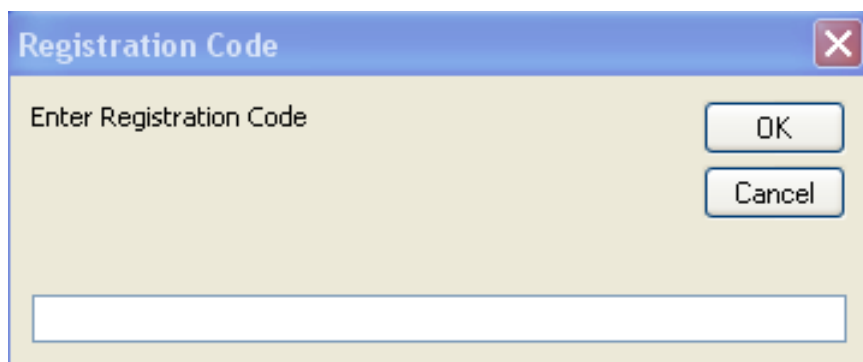 Registration Code
Enter Registration Code
OK
Cancel